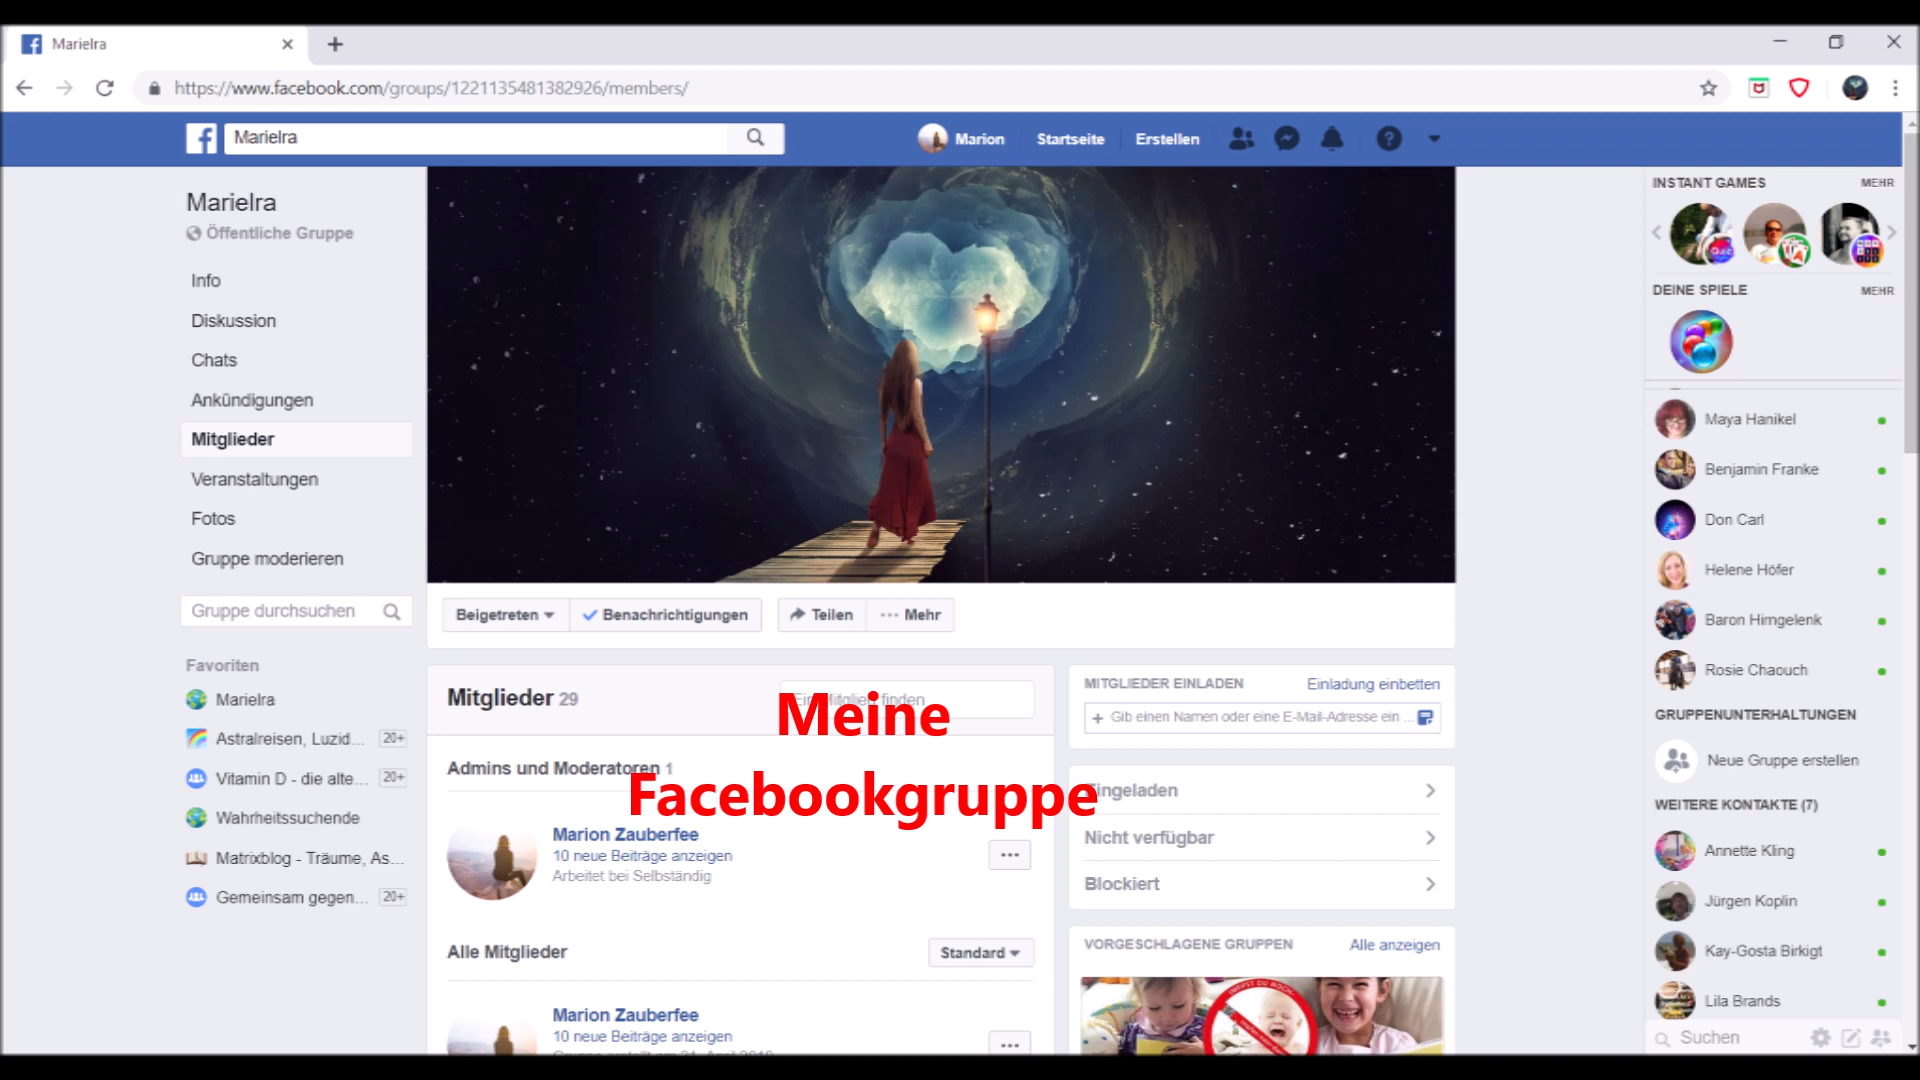 Marielra
https://www.facebook.com/groups/1221135481382926/members/
Marielra
Marion
Startseite
Erstellen
Marielra
Öffentliche Gruppe
Info
Diskussion
Chats
Ankündigungen
Mitglieder
Veranstaltungen
Fotos
Gruppe moderieren
Gruppe durchsuchen
Favoriten
Marielra
Astralreisen, Luzid... 20+
Vitamin D - die alte... 20+
Wahrheitssuchende
Matrixblog - Träume, As...
Gemeinsam gegen... 20+
Beigetreten
Benachrichtigungen
Teilen
Mehr
Mitglieder 29
Ein Mitglied finden
Meine
Facebookgruppe
Admins und Moderatoren 1
Marion Zauberfee
10 neue Beiträge anzeigen
Arbeitet bei Selbständig
Alle Mitglieder
Standard
Marion Zauberfee
10 neue Beiträge anzeigen
MITGLIEDER EINLADEN
Einladung einbetten
+ Gib einen Namen oder eine E-Mail-Adresse ein ...
Eingeladen
Nicht verfügbar
Blockiert
VORGESCHLAGENE GRUPPEN
Alle anzeigen
INSTANT GAMES
MEHR
DEINE SPIELE
MEHR
Maya Hanikel
Benjamin Franke
Don Carl
Helene Höfer
Baron Hirngelenk
Rosie Chaouch
GRUPPENUNTERHALTUNGEN
Neue Gruppe erstellen
WEITERE KONTAKTE (7)
Annette Kling
Jürgen Koplin
Kay-Gosta Birkigt
Lila Brands
Suchen